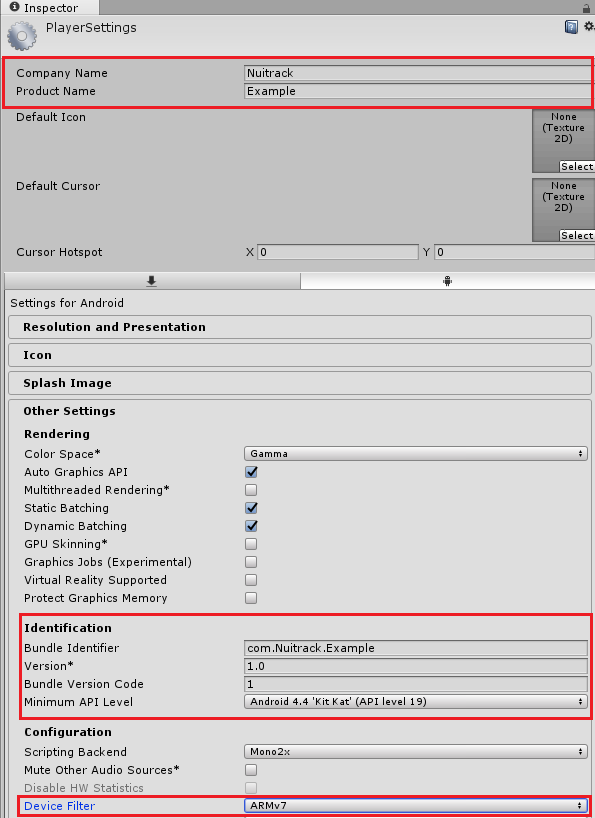 Inspector
PlayerSettings
Company Name Nuitrack
Product Name Example
Default Icon
None
(Texture
2D)
Select
Default Cursor
None
(Texture
2D)
Select
Cursor Hotspot X 0 Y 0
Settings for Android
Resolution and Presentation
Icon
Splash Image
Other Settings
Rendering
Color Space* Gamma
Auto Graphics API
Multithreaded Rendering*
Static Batching
Dynamic Batching
GPU Skinning*
Graphics Jobs (Experimental)
Virtual Reality Supported
Protect Graphics Memory
Identification
Bundle Identifier com.Nuitrack.Example
Version* 1.0
Bundle Version Code 1
Minimum API Level Android 4.4 'Kit Kat' (API level 19)
Configuration
Scripting Backend Mono2x
Mute Other Audio Sources*
Disable HW Statistics
Device Filter ARMv7